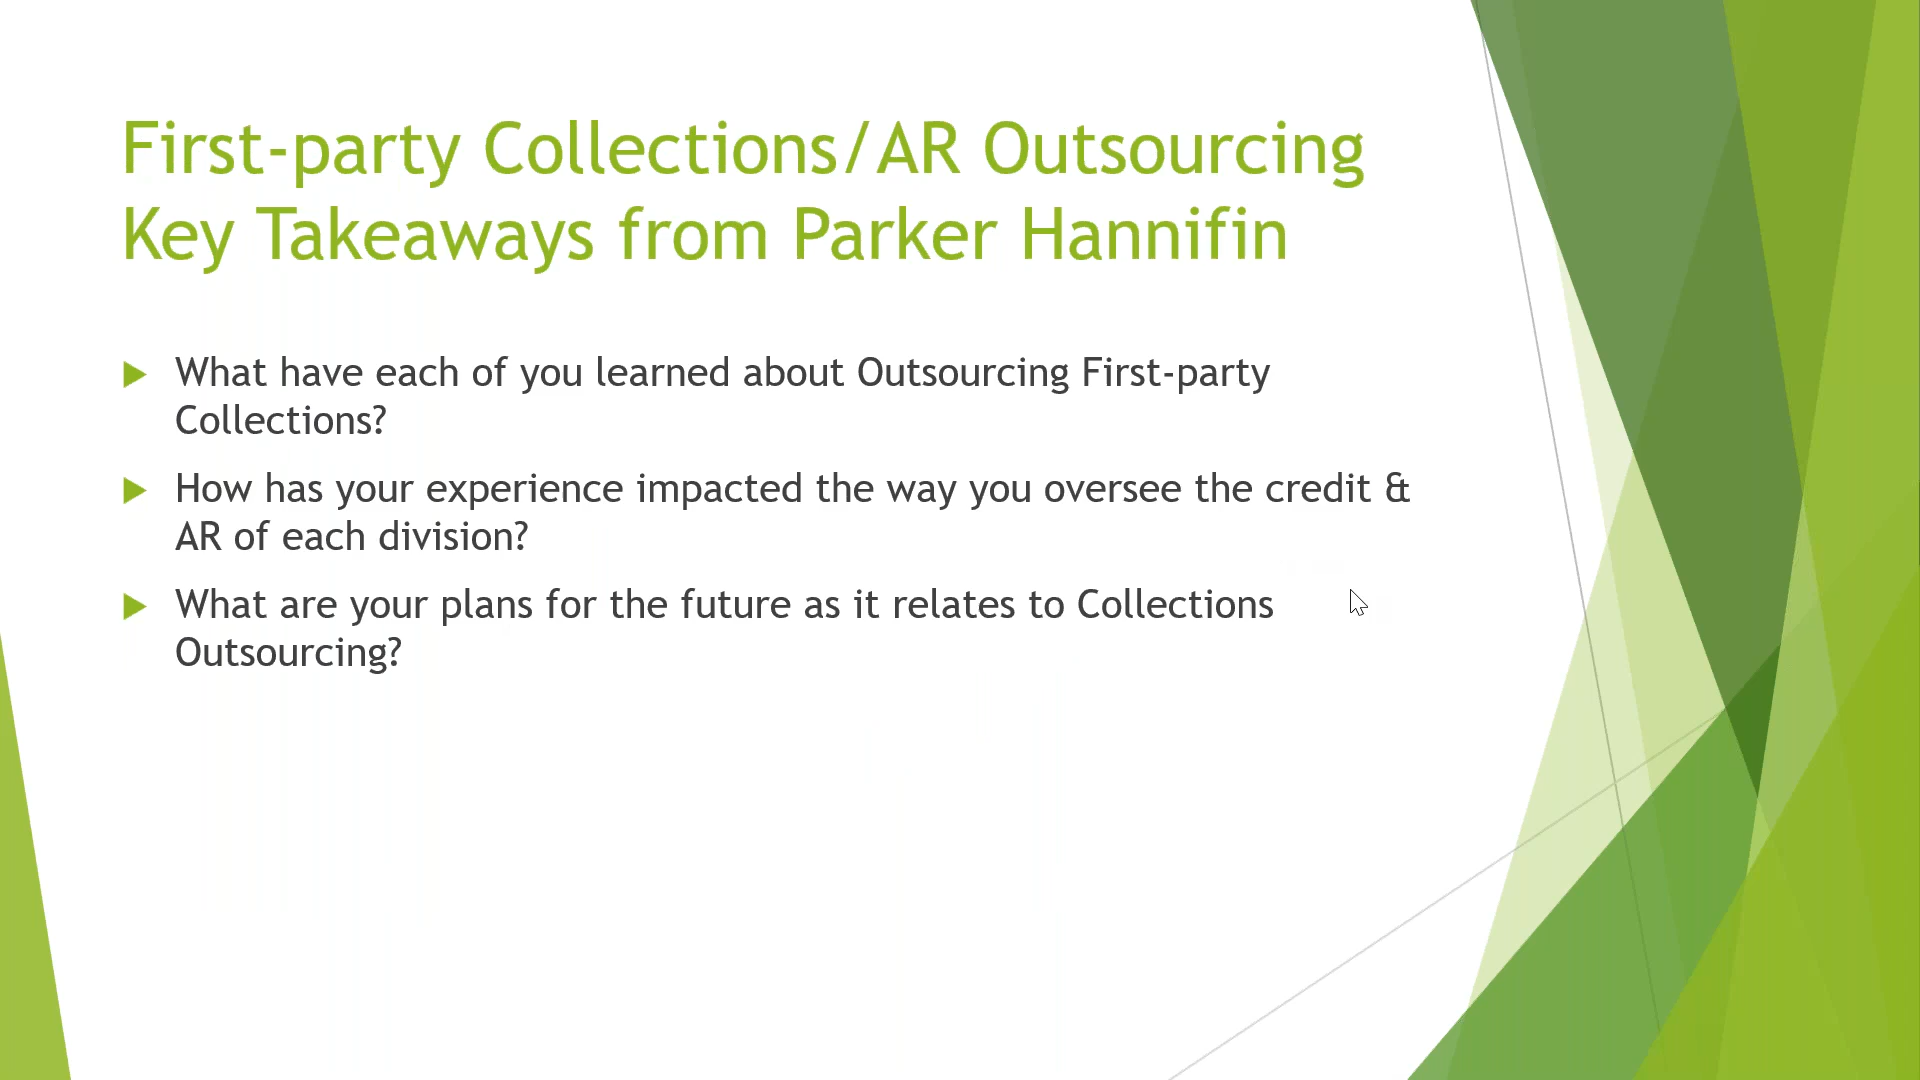 First-party Collections/AR Outsourcing
Key Takeaways from Parker Hannifin
What have each of you learned about Outsourcing First-party
Collections?
How has your experience impacted the way you oversee the credit &
AR of each division?
What are your plans for the future as it relates to Collections
Outsourcing?